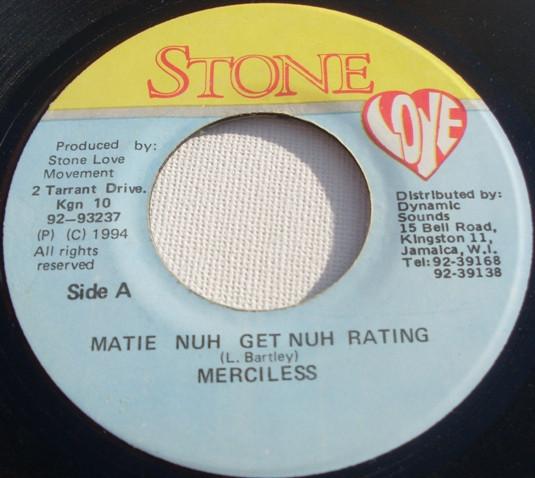 STONE
LOVE
Produced by:
Stone Love
Movement
2 Tarrant Drive.
Kgn 10
92-93237
(P) (C) 1994
All rights
reserved
Side A
Distributed by:
Dynamic
Sounds
15 Bell Road,
Kingston 11,
Jamaica, W.I.
Tel: 92-39168
92-39138
MATIE NUH GET NUH RATING
(L. Bartley)
MERCILESS